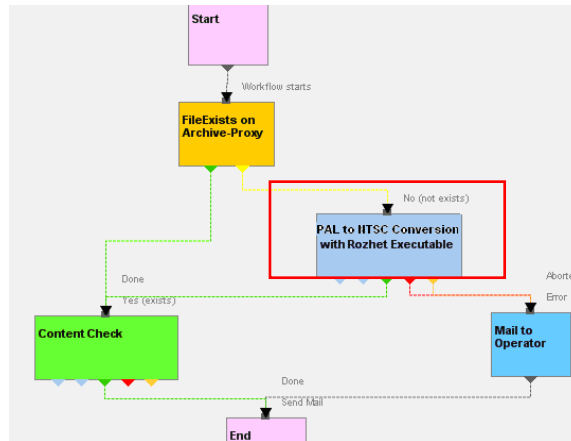 Start
Workflow starts
FileExists on
Archive-Proxy
No (not exists)
PAL to NTSC Conversion
with Rozhet Executable
Done
Yes (exists)
Aborte
Error
Content Check
Mail to
Operator
Done
Send Mail
End